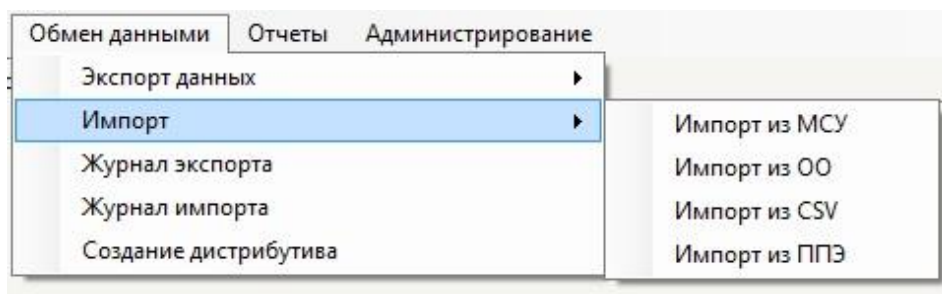 Обмен данными Отчеты Администрирование
Экспорт данных
Импорт
Журнал экспорта
Журнал импорта
Создание дистрибутива
Импорт из МСУ
Импорт из ОО
Импорт из CSV
Импорт из ППЭ